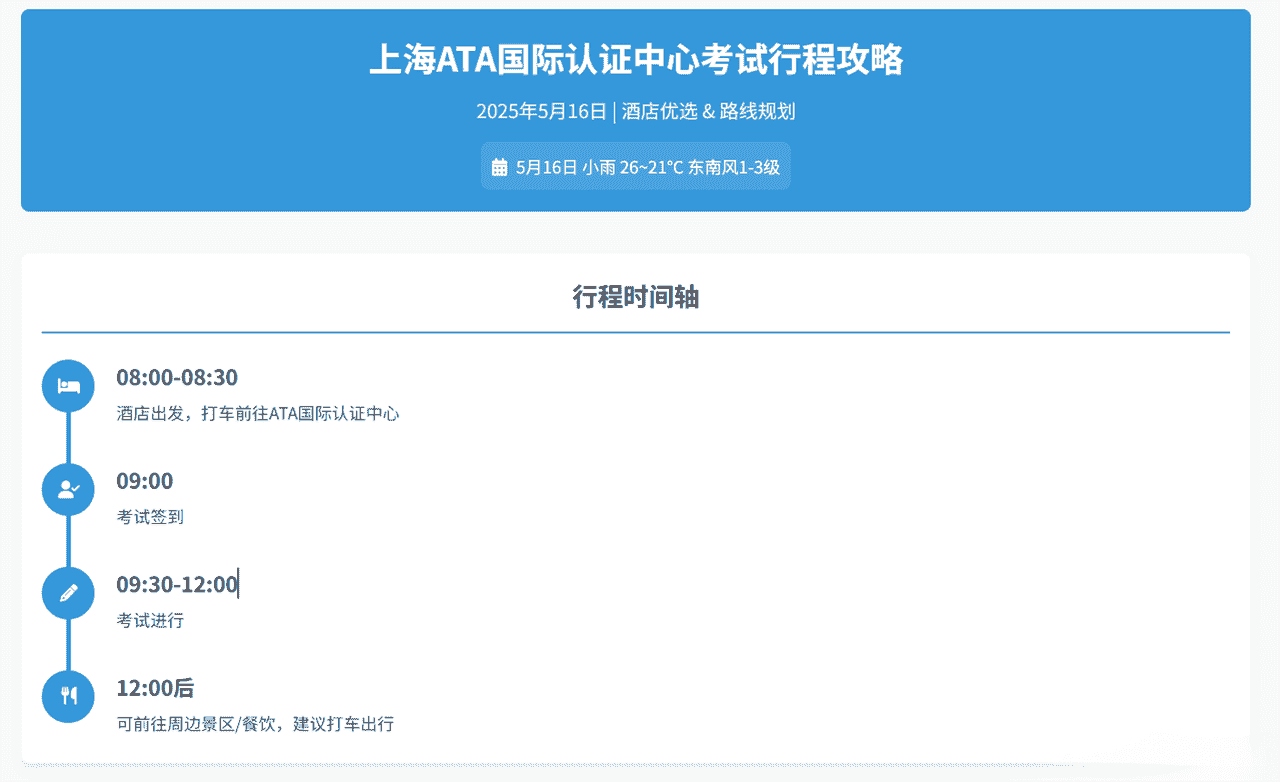 上海ATA国际认证中心考试行程攻略
2025年5月16日 | 酒店优选 & 路线规划
5月16日 小雨 26~21℃ 东南风1-3级
行程时间轴
08:00-08:30
酒店出发，打车前往ATA国际认证中心
09:00
考试签到
09:30-12:00
考试进行
12:00后
可前往周边景区/餐饮，建议打车出行